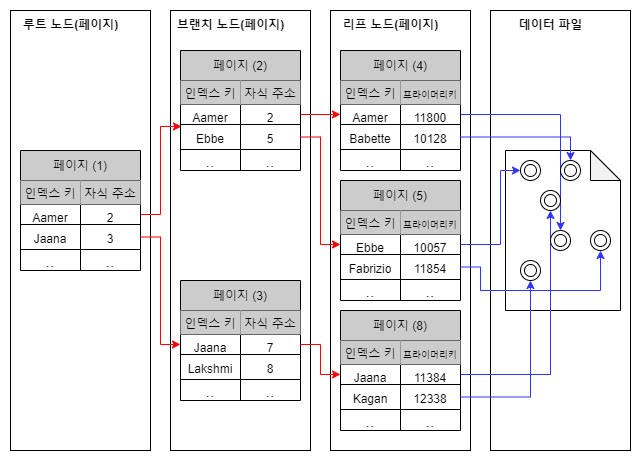 루트 노드(페이지)
페이지 (1)
인덱스 키 자식 주소
Aamer 2
Jaana 3
.. ..
브랜치 노드(페이지)
페이지 (2)
인덱스 키 자식 주소
Aamer 2
Ebbe 5
.. ..
페이지 (3)
인덱스 키 자식 주소
Jaana 7
Lakshmi 8
.. ..
리프 노드(페이지)
페이지 (4)
인덱스 키 프라이머리키
Aamer 11800
Babette 10128
.. ..
페이지 (5)
인덱스 키 프라이머리키
Ebbe 10057
Fabrizio 11854
.. ..
페이지 (8)
인덱스 키 프라이머리키
Jaana 11384
Kagan 12338
.. ..
데이터 파일